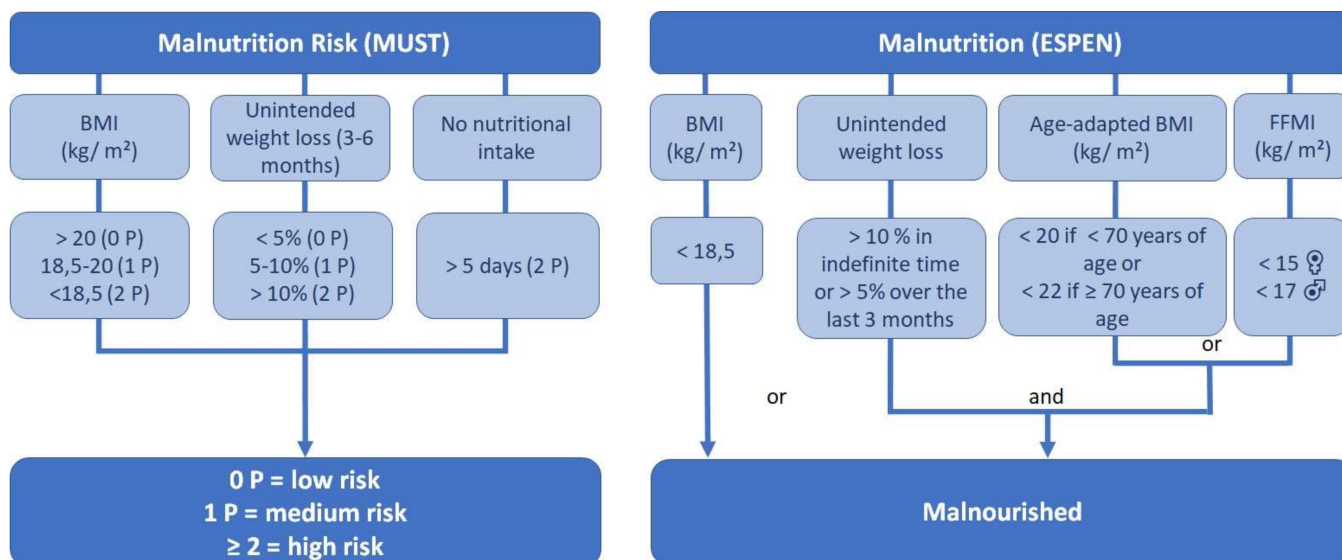 Malnutrition Risk (MUST)
BMI
(kg/ m²)
Unintended
weight loss (3-6
months)
No nutritional
intake
> 20 (0 P)
18,5-20 (1 P)
<18,5 (2 P)
< 5% (0 P)
5-10% (1 P)
> 10% (2 P)
> 5 days (2 P)
0 P = low risk
1 P = medium risk
≥ 2 = high risk
Malnutrition (ESPEN)
BMI
(kg/ m²)
Unintended
weight loss
Age-adapted BMI
(kg/ m²)
FFMI
(kg/ m²)
< 18,5
> 10 % in
indefinite time
or > 5% over the
last 3 months
< 20 if < 70 years of
age or
< 22 if ≥ 70 years of
age
< 15 ♀
< 17 ♂
or
or
and
Malnourished